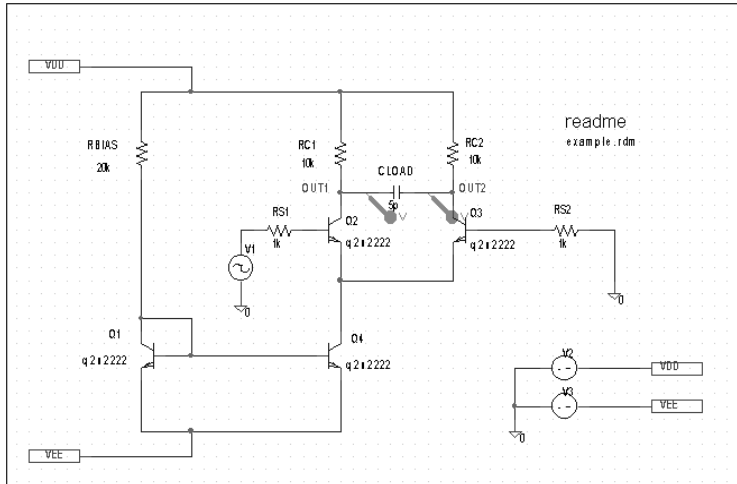 VDD
RBIAS
20k
RC1
10k
RC2
10k
readme
example.rdm
CLOAD
5p
OUT1
OUT2
V
V
RS1
1k
Q2
q2n2222
Q3
q2n2222
RS2
1k
V1
0
0
Q1
q2n2222
Q4
q2n2222
V2
VDD
V3
VEE
0
VEE